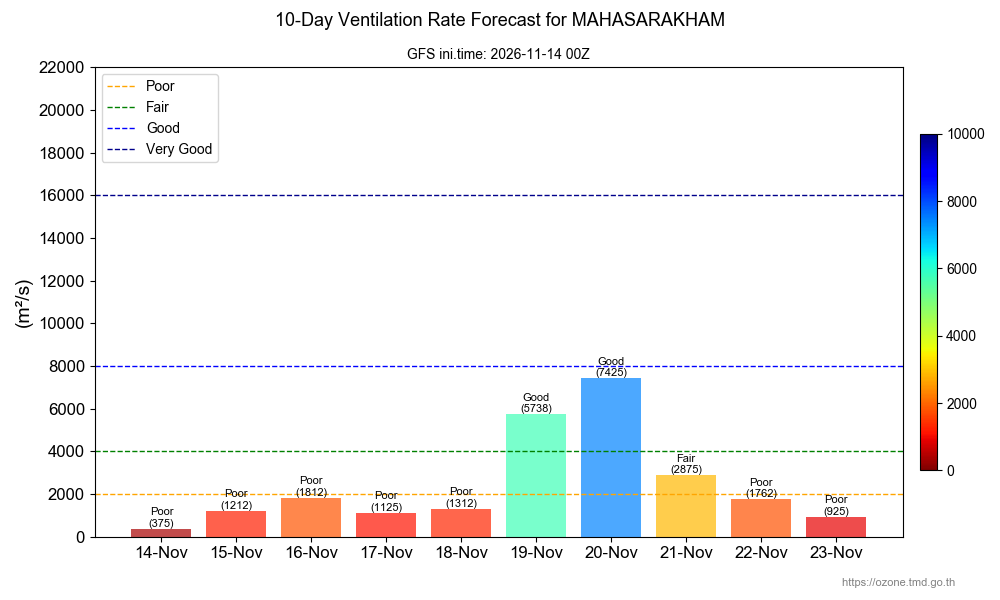 10-Day Ventilation Rate Forecast for MAHASARAKHAM
GFS ini.time: 2026-11-14 00Z
(m²/s)
22000
20000
18000
16000
14000
12000
10000
8000
6000
4000
2000
0
Poor
Fair
Good
Very Good
Poor
(375)
Poor
(1212)
Poor
(1812)
Poor
(1125)
Poor
(1312)
Good
(5738)
Good
(7425)
Fair
(2875)
Poor
(1762)
Poor
(925)
14-Nov 15-Nov 16-Nov 17-Nov 18-Nov 19-Nov 20-Nov 21-Nov 22-Nov 23-Nov
10000
8000
6000
4000
2000
0
https://ozone.tmd.go.th